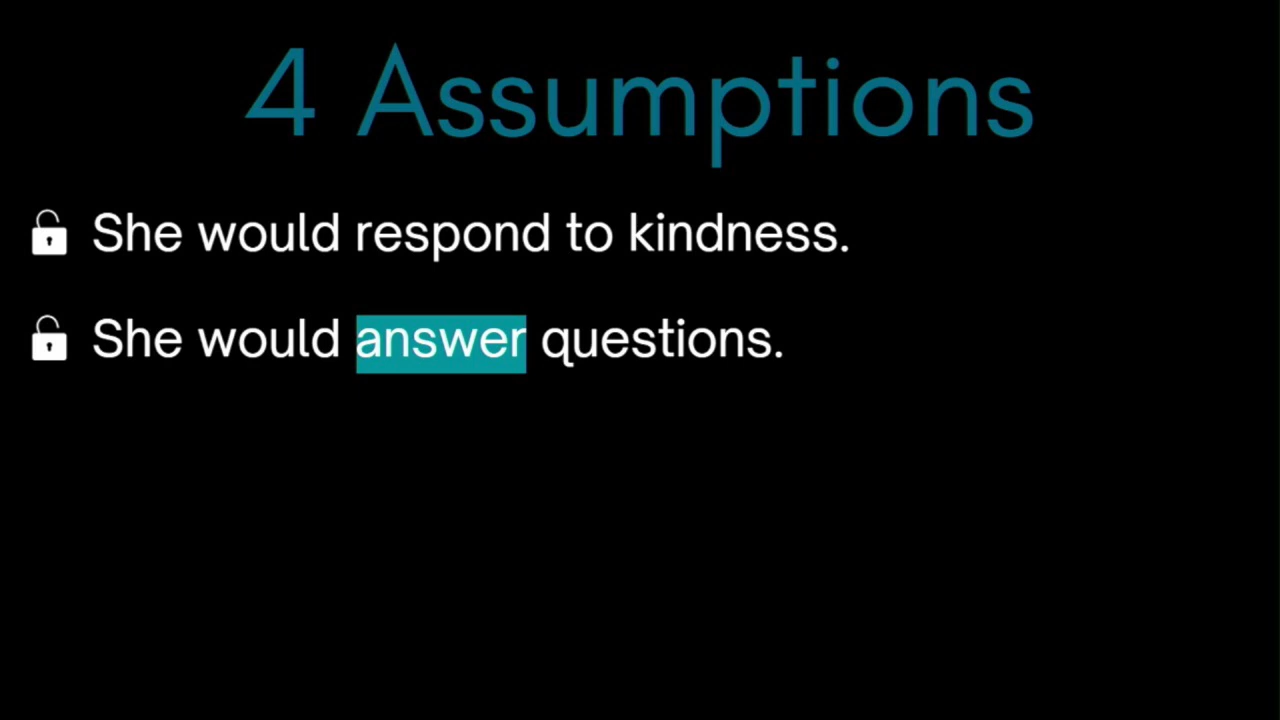 4 Assumptions
She would respond to kindness.
She would answer questions.